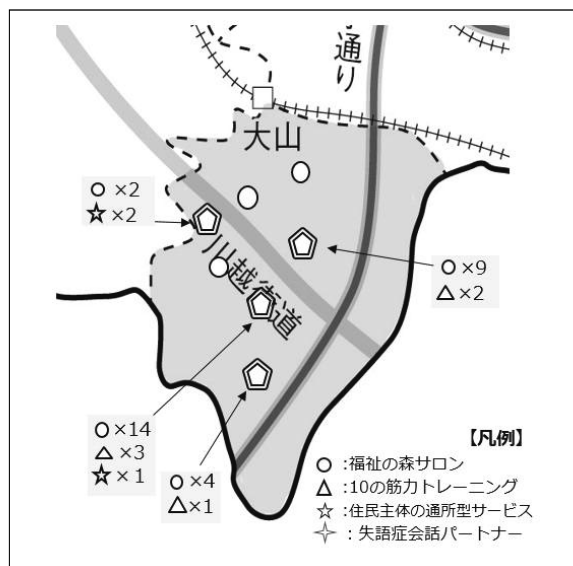 通り
大山
川越街道
○×2
☆×2
○×9
△×2
○×14
△×3
☆×1
○×4
△×1
【凡例】
○:福祉の森サロン
△:10の筋力トレーニング
☆:住民主体の通所型サービス
✧:失語症会話パートナー